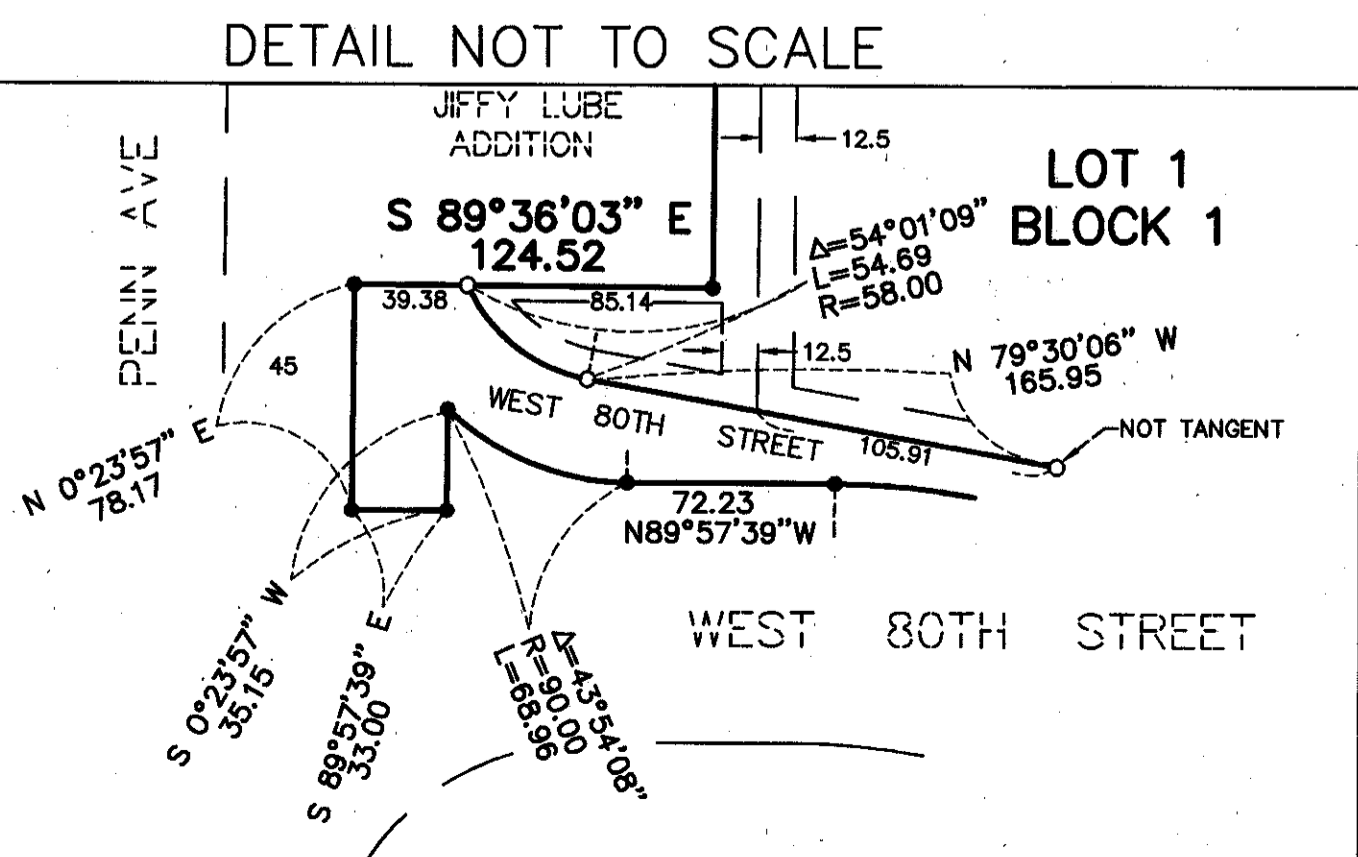 DETAIL NOT TO SCALE
JIFFY LUBE
ADDITION
PENN AVE
12.5
LOT 1
BLOCK 1
S 89°36'03" E
124.52
Δ=54°01'09"
L=54.69
R=58.00
39.38
85.14
45
12.5
N 79°30'06" W
165.95
WEST 80TH STREET
105.91
NOT TANGENT
N 0°23'57" E
78.17
72.23
N89°57'39"W
S 0°23'57" W
35.15
S 89°57'39" E
33.00
Δ=43°54'08"
R=90.00
L=68.96
WEST 80TH STREET